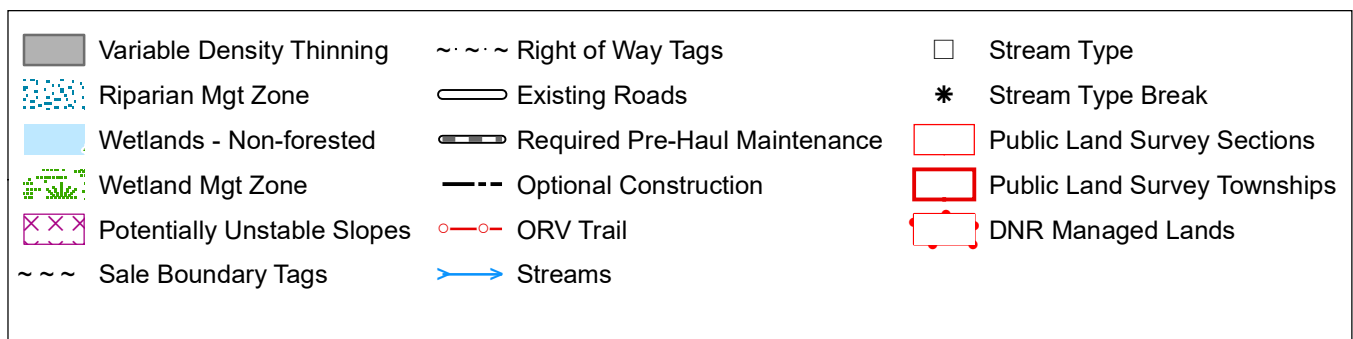 Variable Density Thinning
Riparian Mgt Zone
Wetlands - Non-forested
Wetland Mgt Zone
Potentially Unstable Slopes
Sale Boundary Tags
Right of Way Tags
Existing Roads
Required Pre-Haul Maintenance
Optional Construction
ORV Trail
Streams
Stream Type
Stream Type Break
Public Land Survey Sections
Public Land Survey Townships
DNR Managed Lands